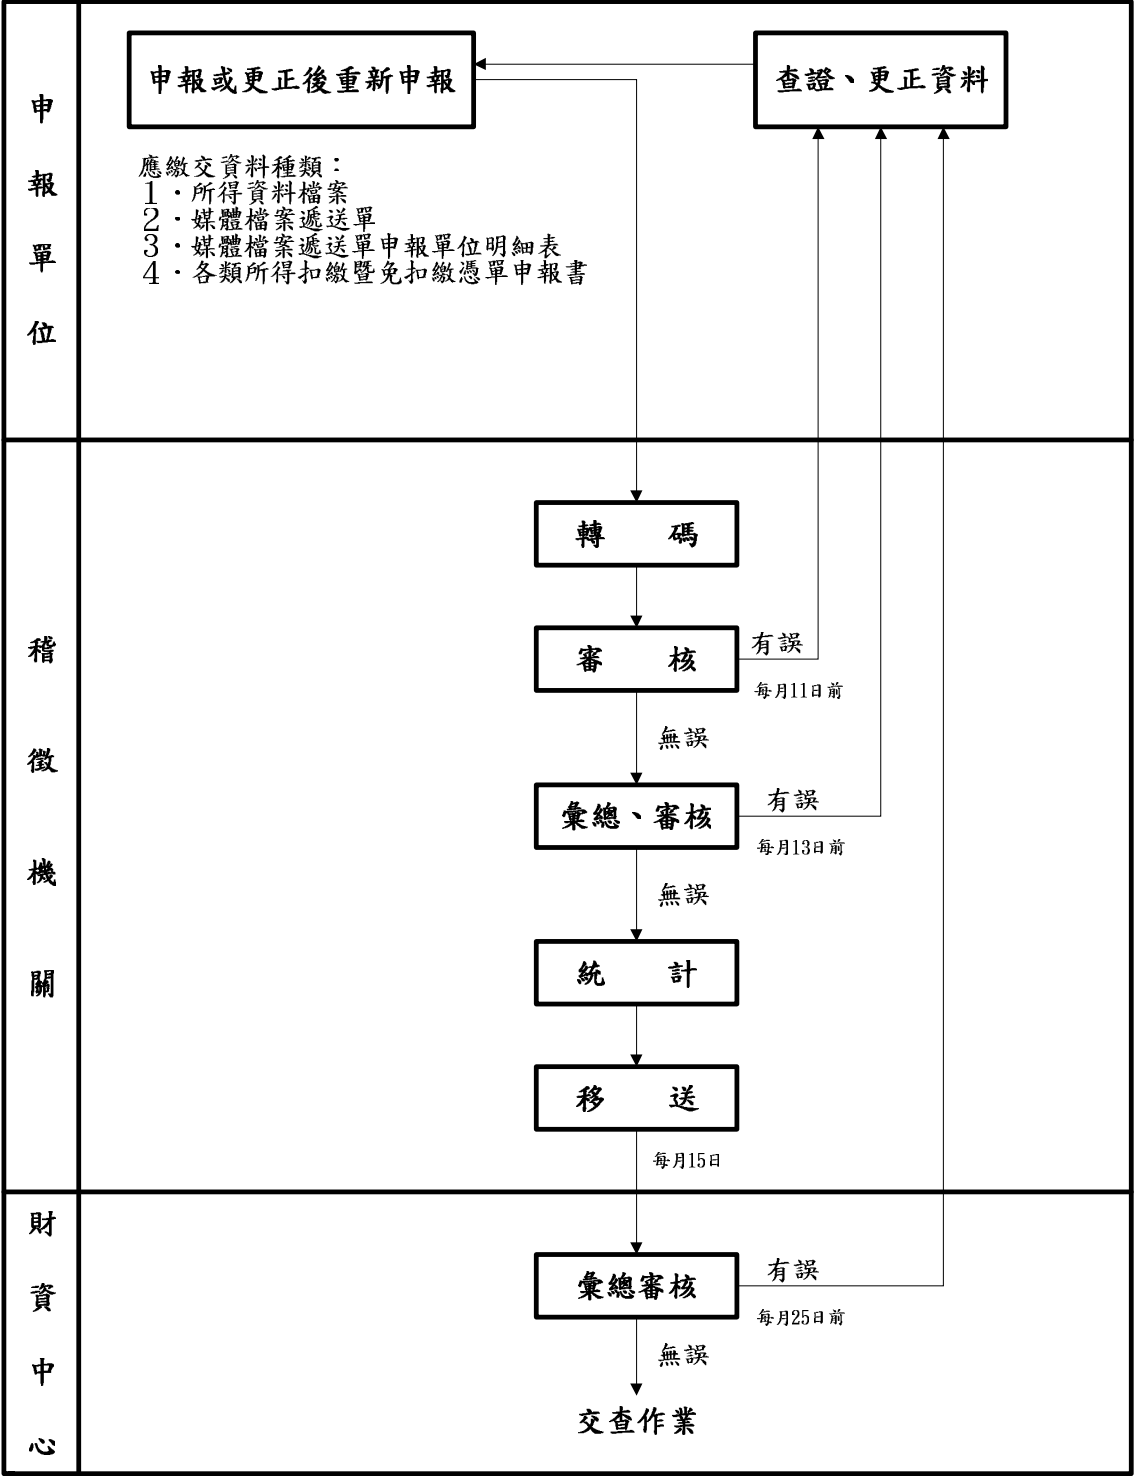 申報單位
申報或更正後重新申報
查證、更正資料
應繳交資料種類：
１．所得資料檔案
２．媒體檔案遞送單
３．媒體檔案遞送單申報單位明細表
４．各類所得扣繳暨免扣繳憑單申報書
稽徵機關
轉　　碼
審　　核
有誤
每月11日前
無誤
彙總、審核
有誤
每月13日前
無誤
統　　計
移　　送
每月15日
財資中心
彙總審核
有誤
每月25日前
無誤
交查作業